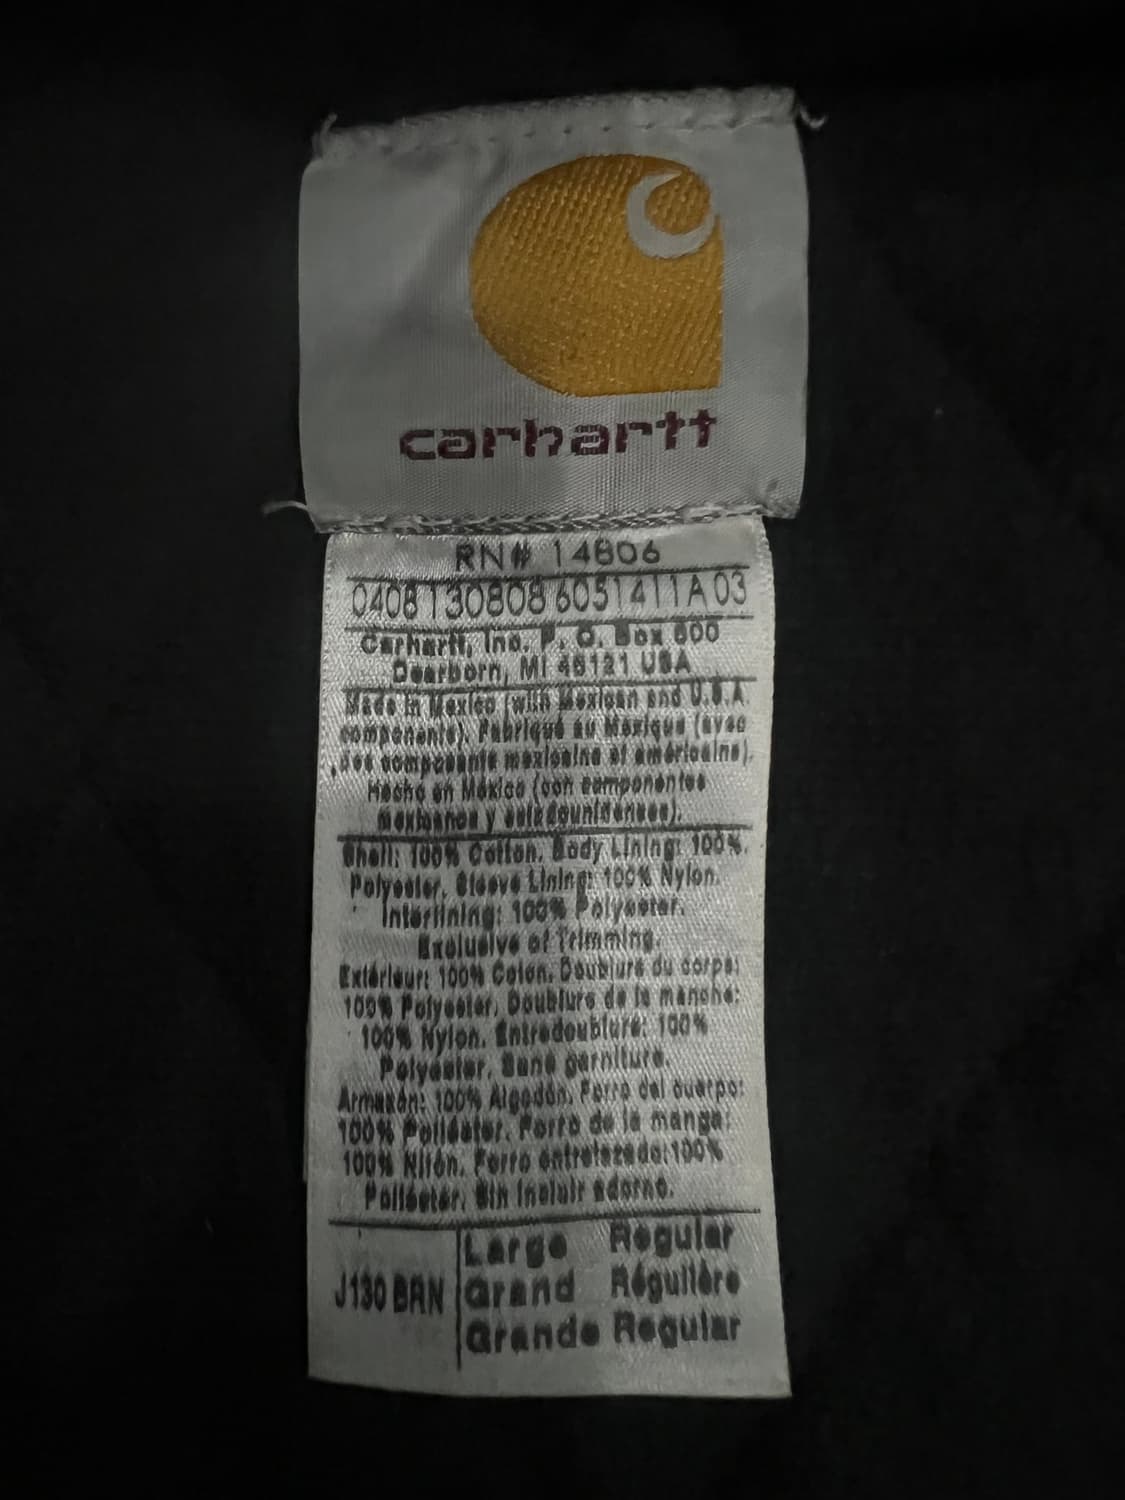 carhartt
RN# 14806
0408130808 6051411A 03
Carhartt, Inc. P. O. Box 600
Dearborn, MI 48121 USA
Made in Mexico (with Mexican and U.S.A.
components). Fabriqué au Mexique (avec
des composants mexicains et américains).
Hecho en México (con componentes
mexicanos y estadounidenses).
Shell: 100% Cotton. Body Lining: 100%
Polyester. Sleeve Lining: 100% Nylon.
Interlining: 100% Polyester.
Exclusive of Trimming.
Extérieur: 100% Coton. Doublure du corps:
100% Polyester. Doublure de la manche:
100% Nylon. Entredoublure: 100%
Polyester. Sans garniture.
Armazón: 100% Algodón. Forro del cuerpo:
100% Poliéster. Forro de la manga:
100% Nilón. Forro entrelazado: 100%
Poliéster. Sin incluir adorno.
J130 BRN
Large Regular
Grand Régulière
Grande Regular